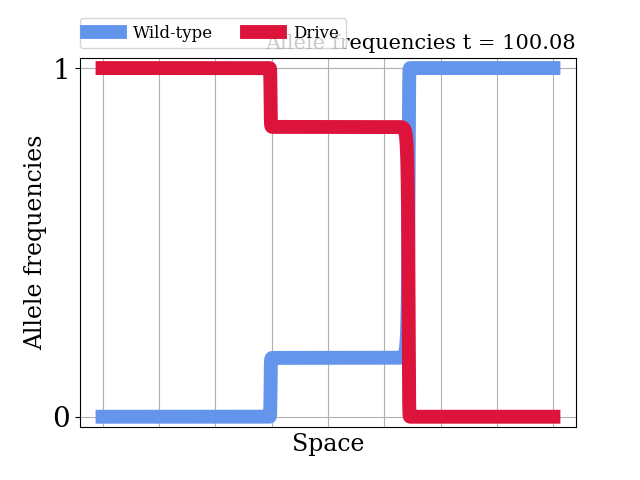 Wild-type Drive
Allele frequencies t = 100.08
1
Allele frequencies
0
Space